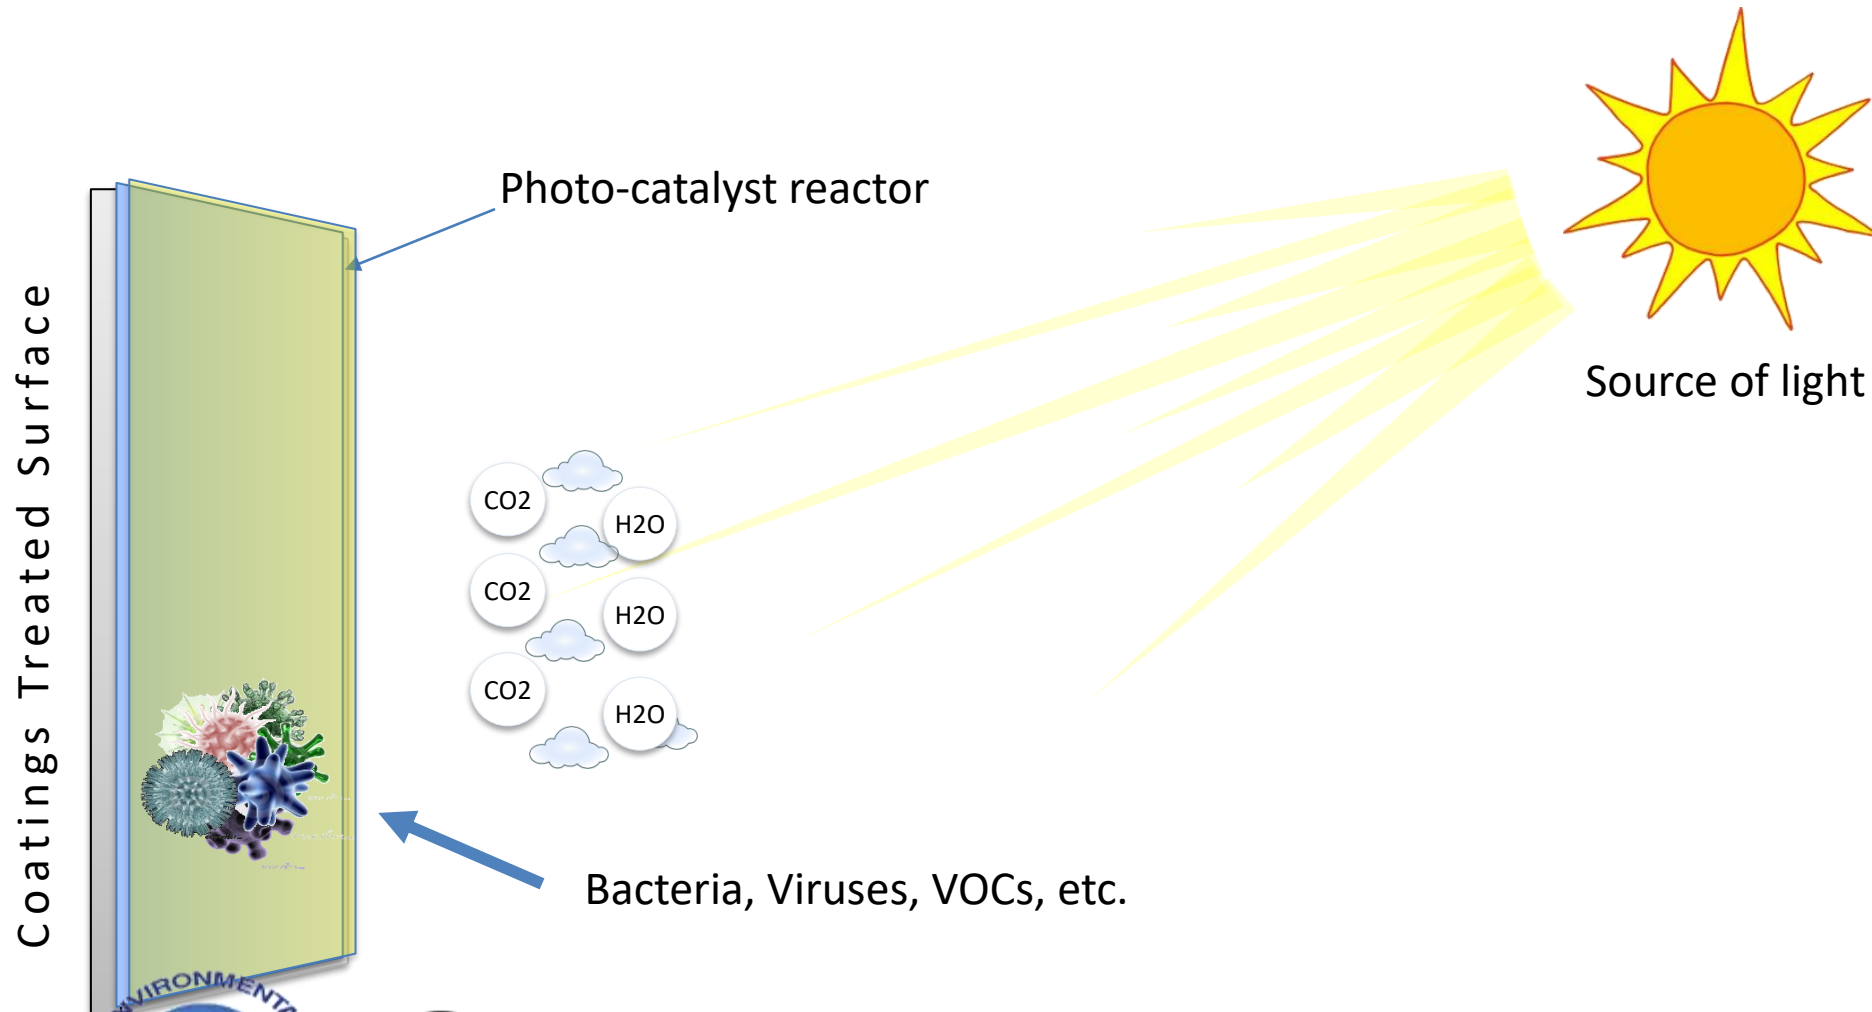 Photo-catalyst reactor
Coatings Treated Surface
Source of light
CO2
H2O
CO2
H2O
CO2
H2O
Bacteria, Viruses, VOCs, etc.